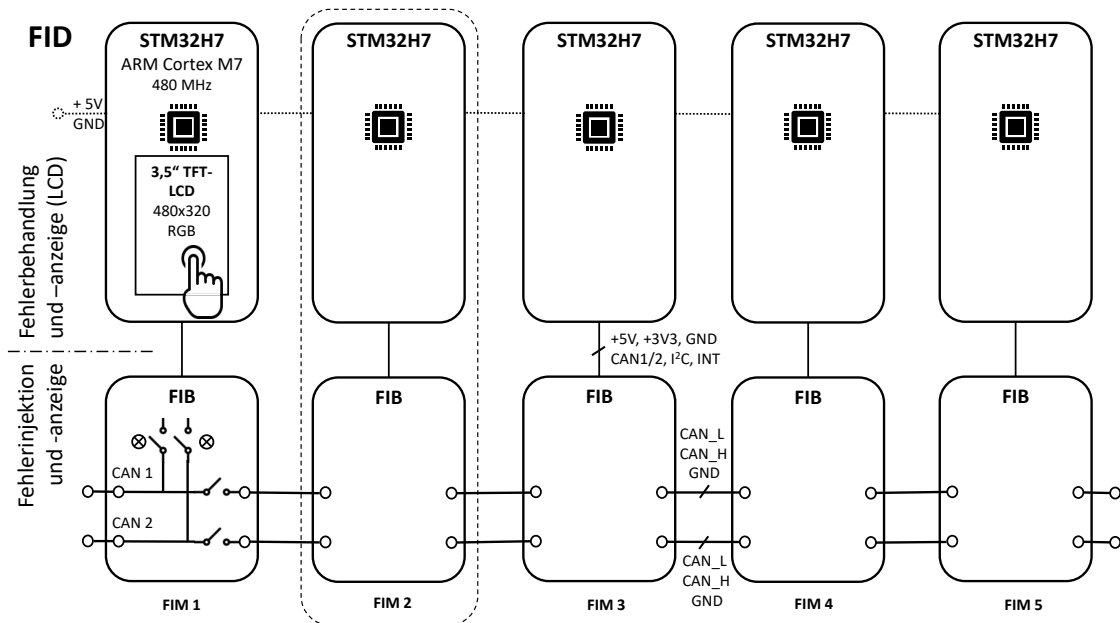 FID
STM32H7
ARM Cortex M7
480 MHz
STM32H7
STM32H7
STM32H7
STM32H7
+ 5V
GND
3,5“ TFT-
LCD
480x320
RGB
Fehlerbehandlung
und –anzeige (LCD)
+5V, +3V3, GND
CAN1/2, I²C, INT
Fehlerinjektion
und -anzeige
FIB
FIB
FIB
FIB
FIB
CAN 1
CAN 2
CAN_L
CAN_H
GND
CAN_L
CAN_H
GND
FIM 1
FIM 2
FIM 3
FIM 4
FIM 5